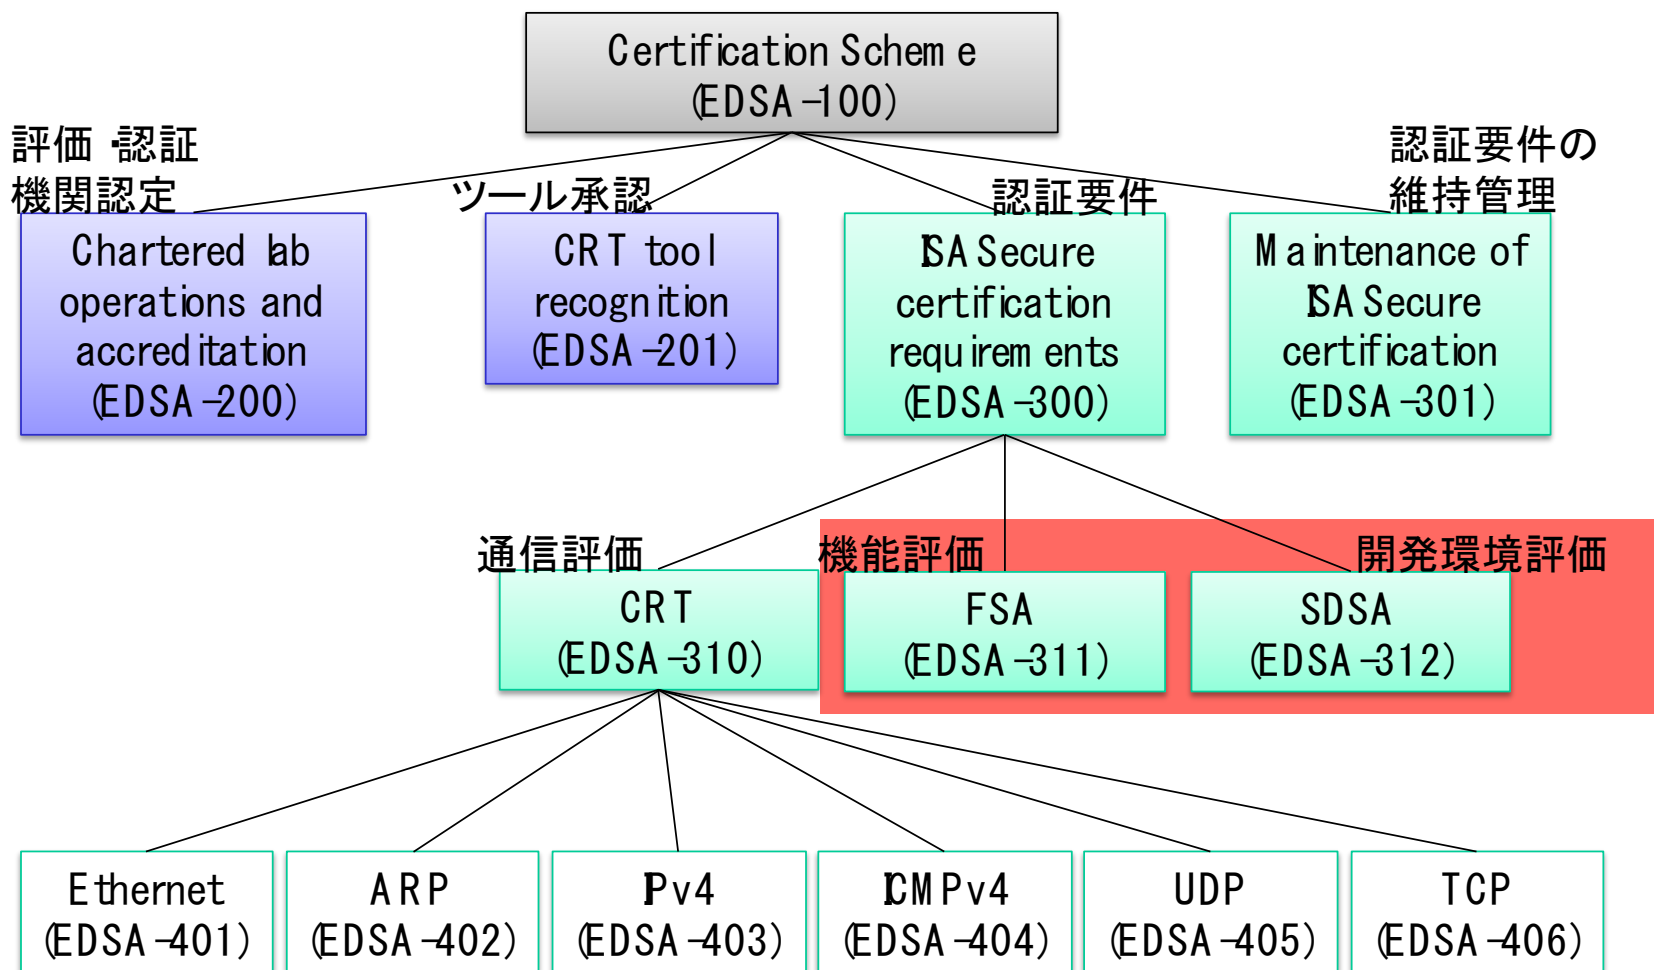 Certification Scheme
(EDSA-100)
評価・認証
機関認定
ツール承認
認証要件
認証要件の
維持管理
Chartered lab
operations and
accreditation
(EDSA-200)
CRT tool
recognition
(EDSA-201)
ISASecure
certification
requirements
(EDSA-300)
Maintenance of
ISASecure
certification
(EDSA-301)
通信評価
機能評価
開発環境評価
CRT
(EDSA-310)
FSA
(EDSA-311)
SDSA
(EDSA-312)
Ethernet
(EDSA-401)
ARP
(EDSA-402)
IPv4
(EDSA-403)
ICMPv4
(EDSA-404)
UDP
(EDSA-405)
TCP
(EDSA-406)